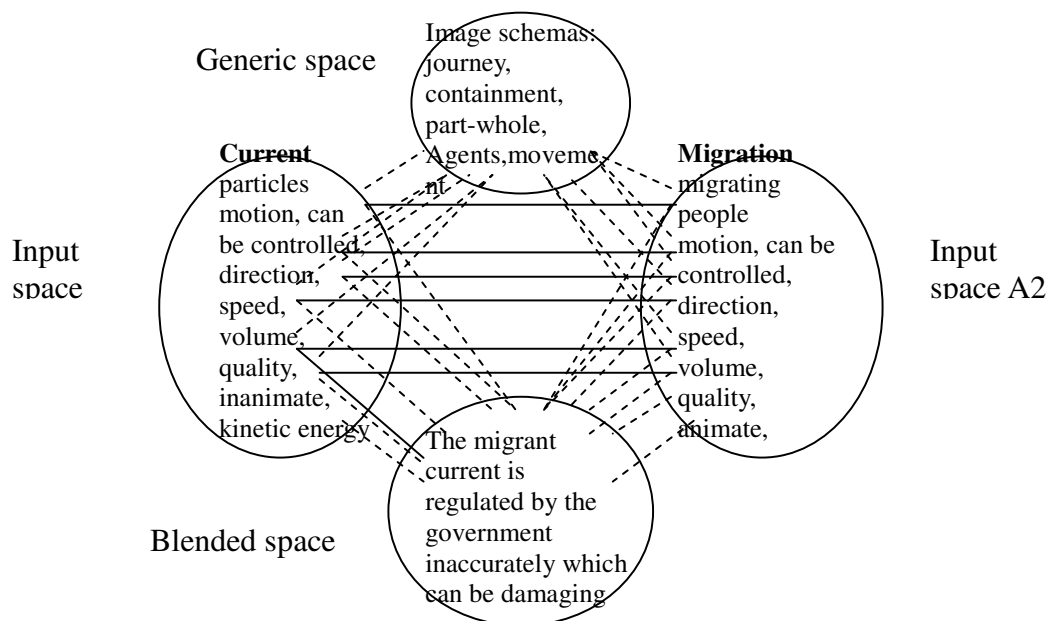 Generic space
Image schemas:
journey,
containment,
part-whole,
Agents,moveme
nt
Input
space
Current
particles
motion, can
be controlled,
direction,
speed,
volume,
quality,
inanimate,
kinetic energy
Migration
migrating
people
motion, can be
controlled,
direction,
speed,
volume,
quality,
animate,
Input
space A2
Blended space
The migrant
current is
regulated by the
government
inaccurately which
can be damaging